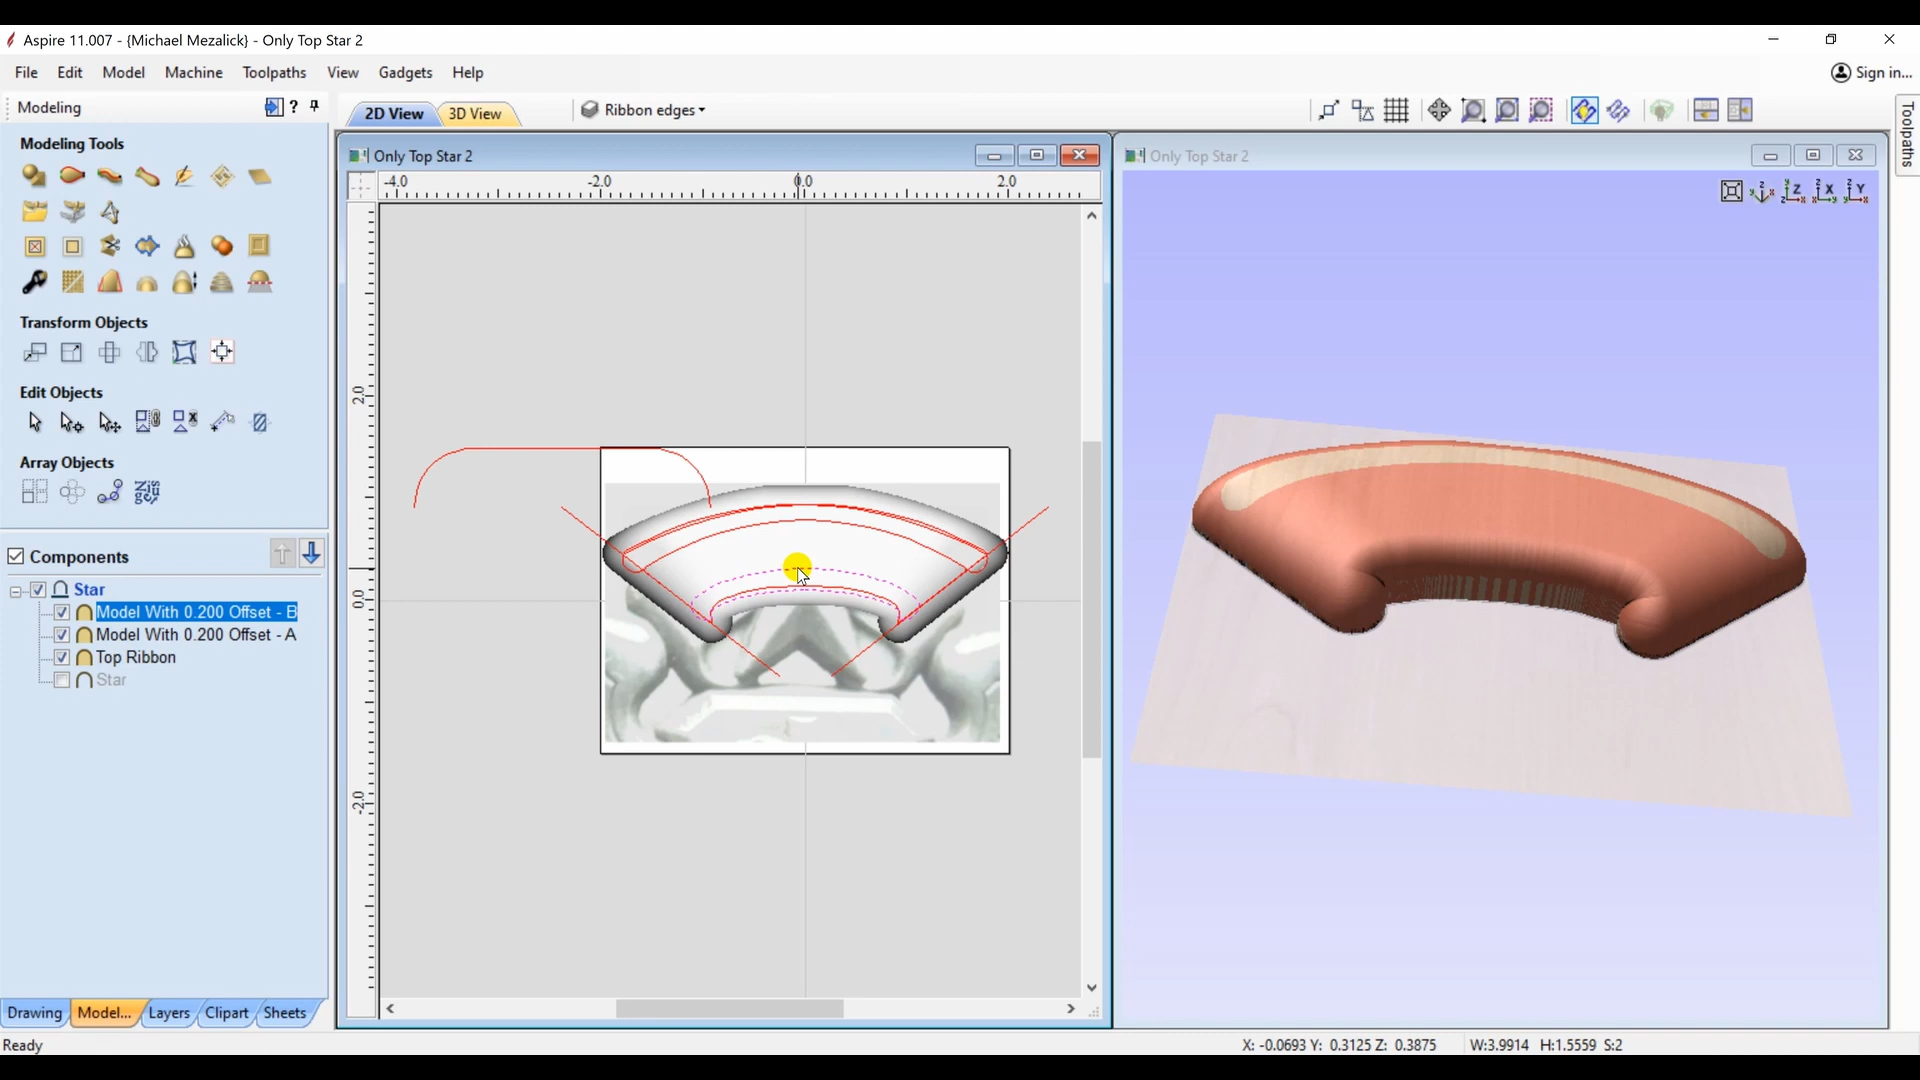 Aspire 11.007 - {Michael Mezalick} - Only Top Star 2
File Edit Model Machine Toolpaths View Gadgets Help
Sign in...
Modeling
2D View 3D View Ribbon edges
Toolpaths
Modeling Tools
Only Top Star 2
Only Top Star 2
-4.0 -2.0 0.0 2.0
2.0
0.0
-2.0
Transform Objects
Edit Objects
Array Objects
Components
Star
Model With 0.200 Offset - B
Model With 0.200 Offset - A
Top Ribbon
Star
Drawing Model... Layers Clipart Sheets
Ready
X: -0.0693 Y: 0.3125 Z: 0.3875 W:3.9914 H:1.5559 S:2